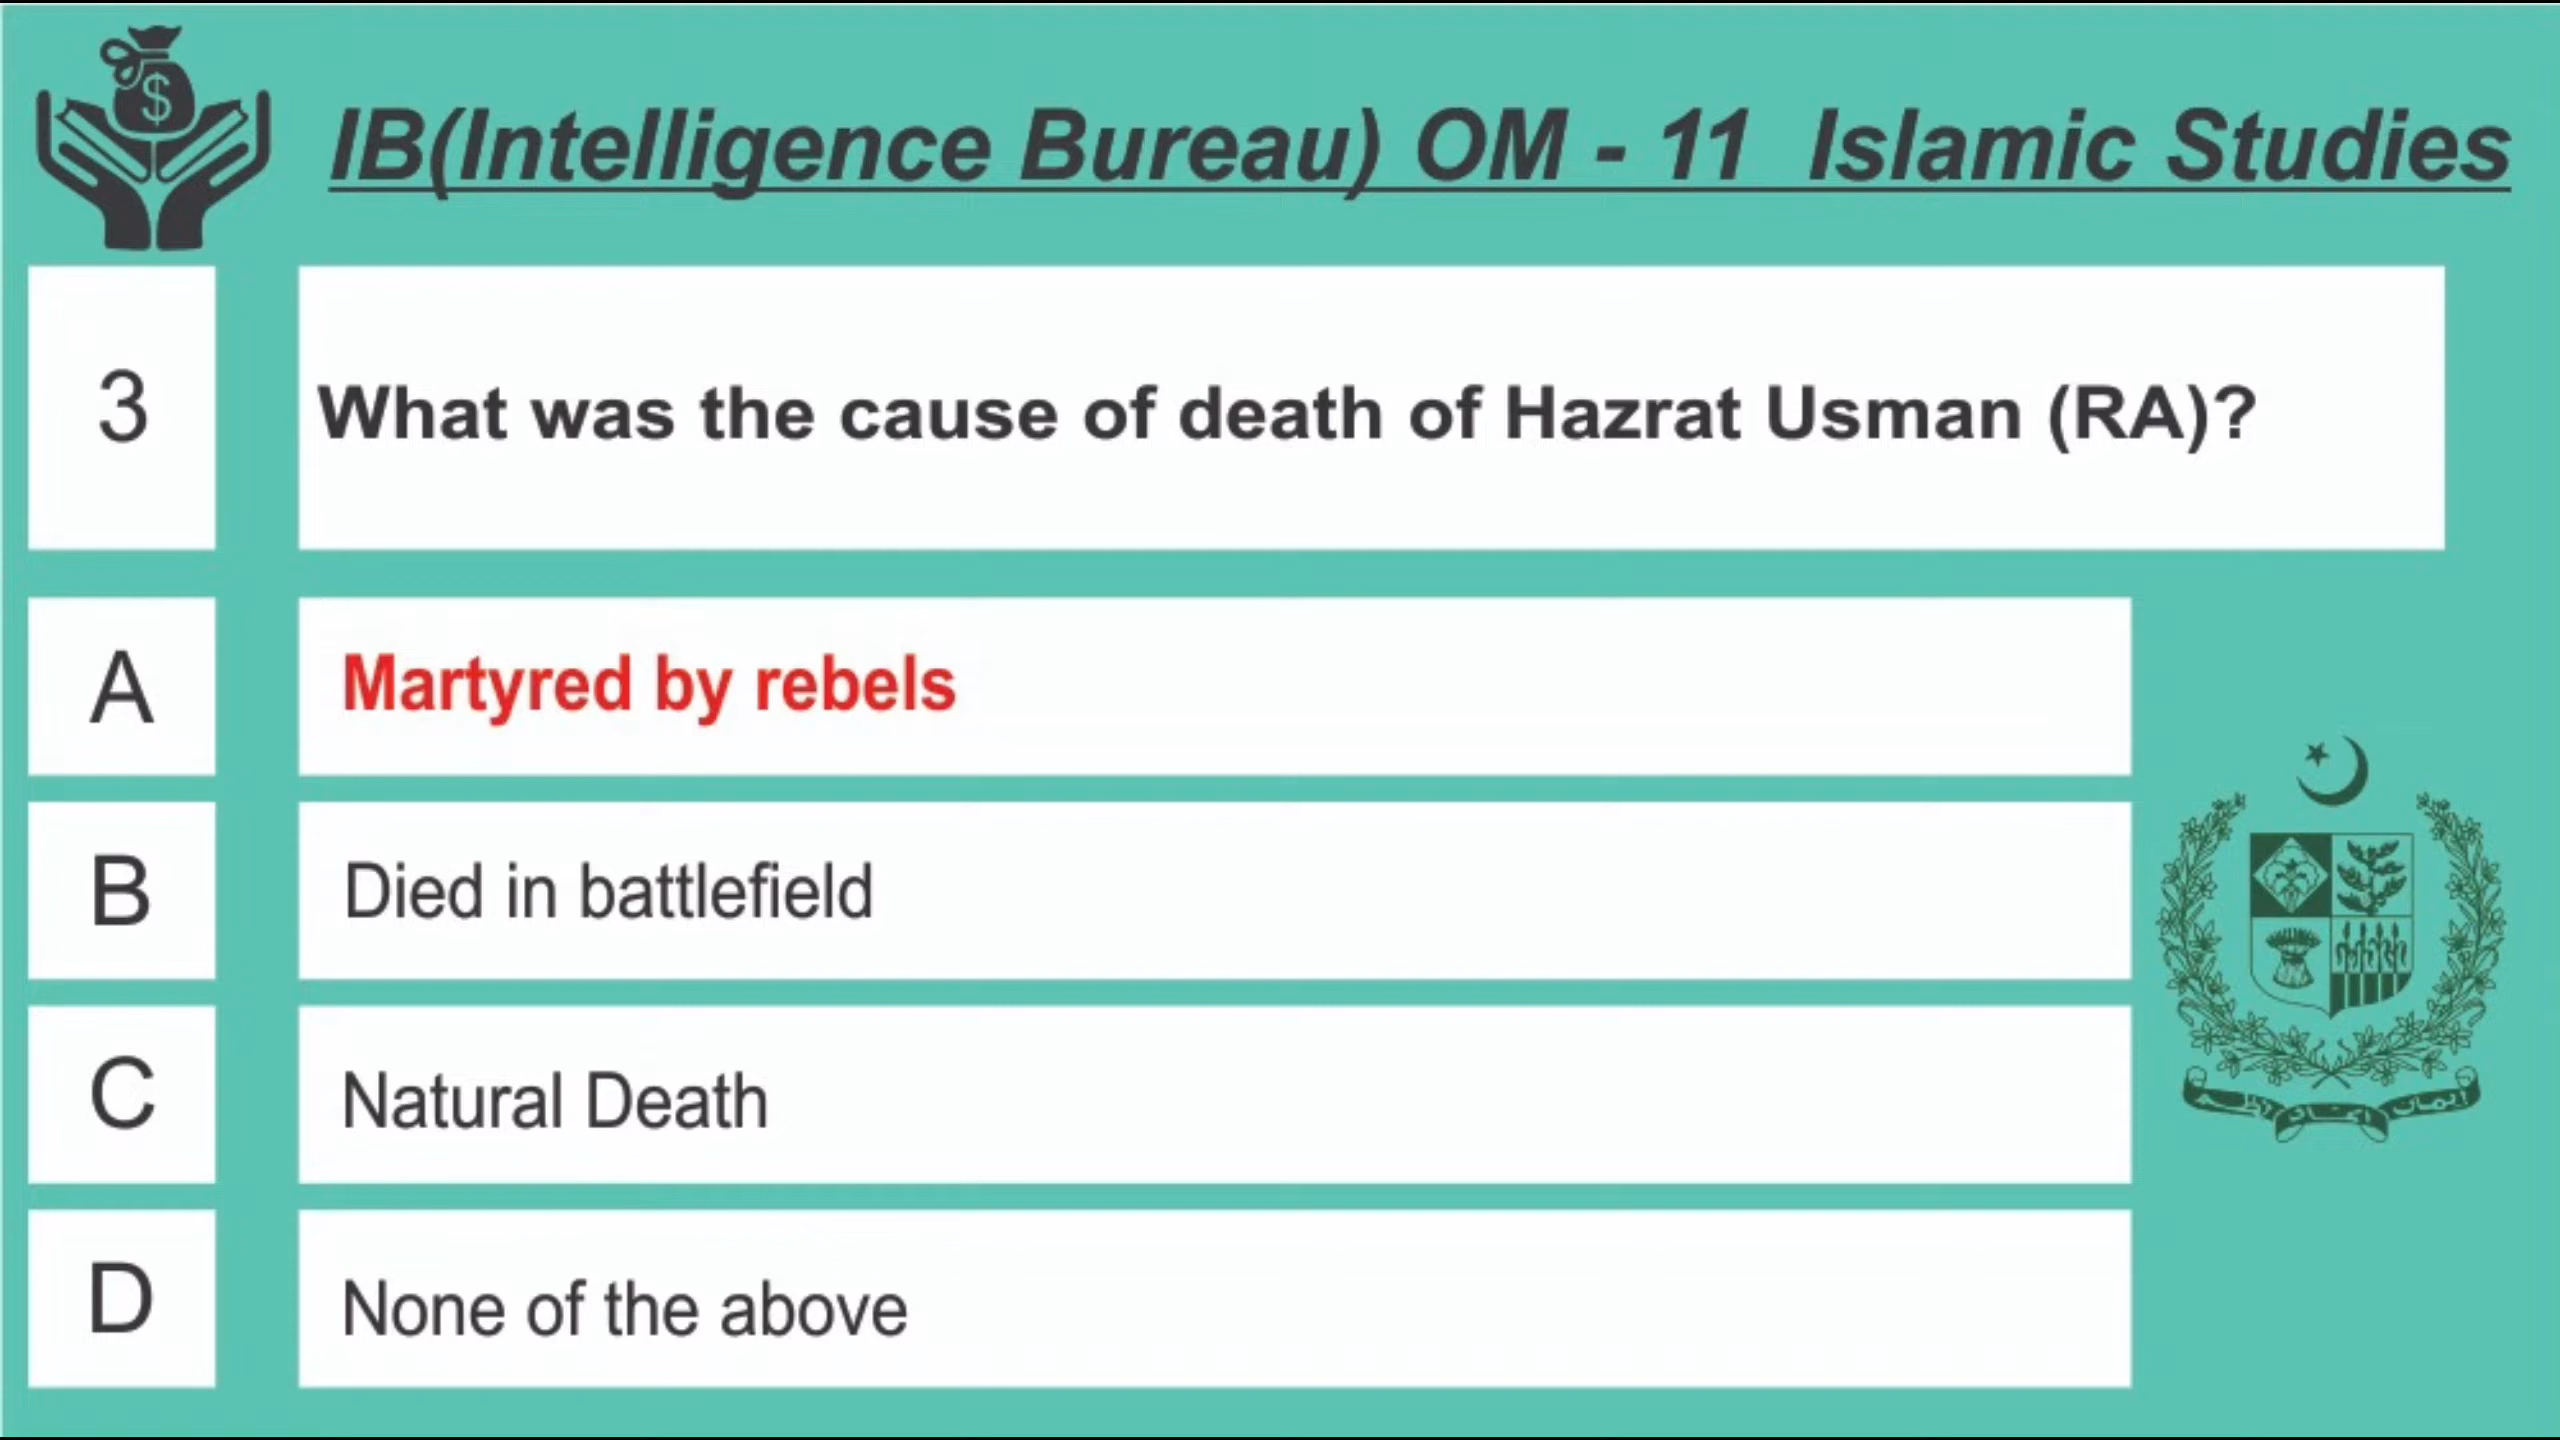 $
IB(Intelligence Bureau) OM - 11 Islamic Studies
3
What was the cause of death of Hazrat Usman (RA)?
A
Martyred by rebels
B
Died in battlefield
C
Natural Death
D
None of the above